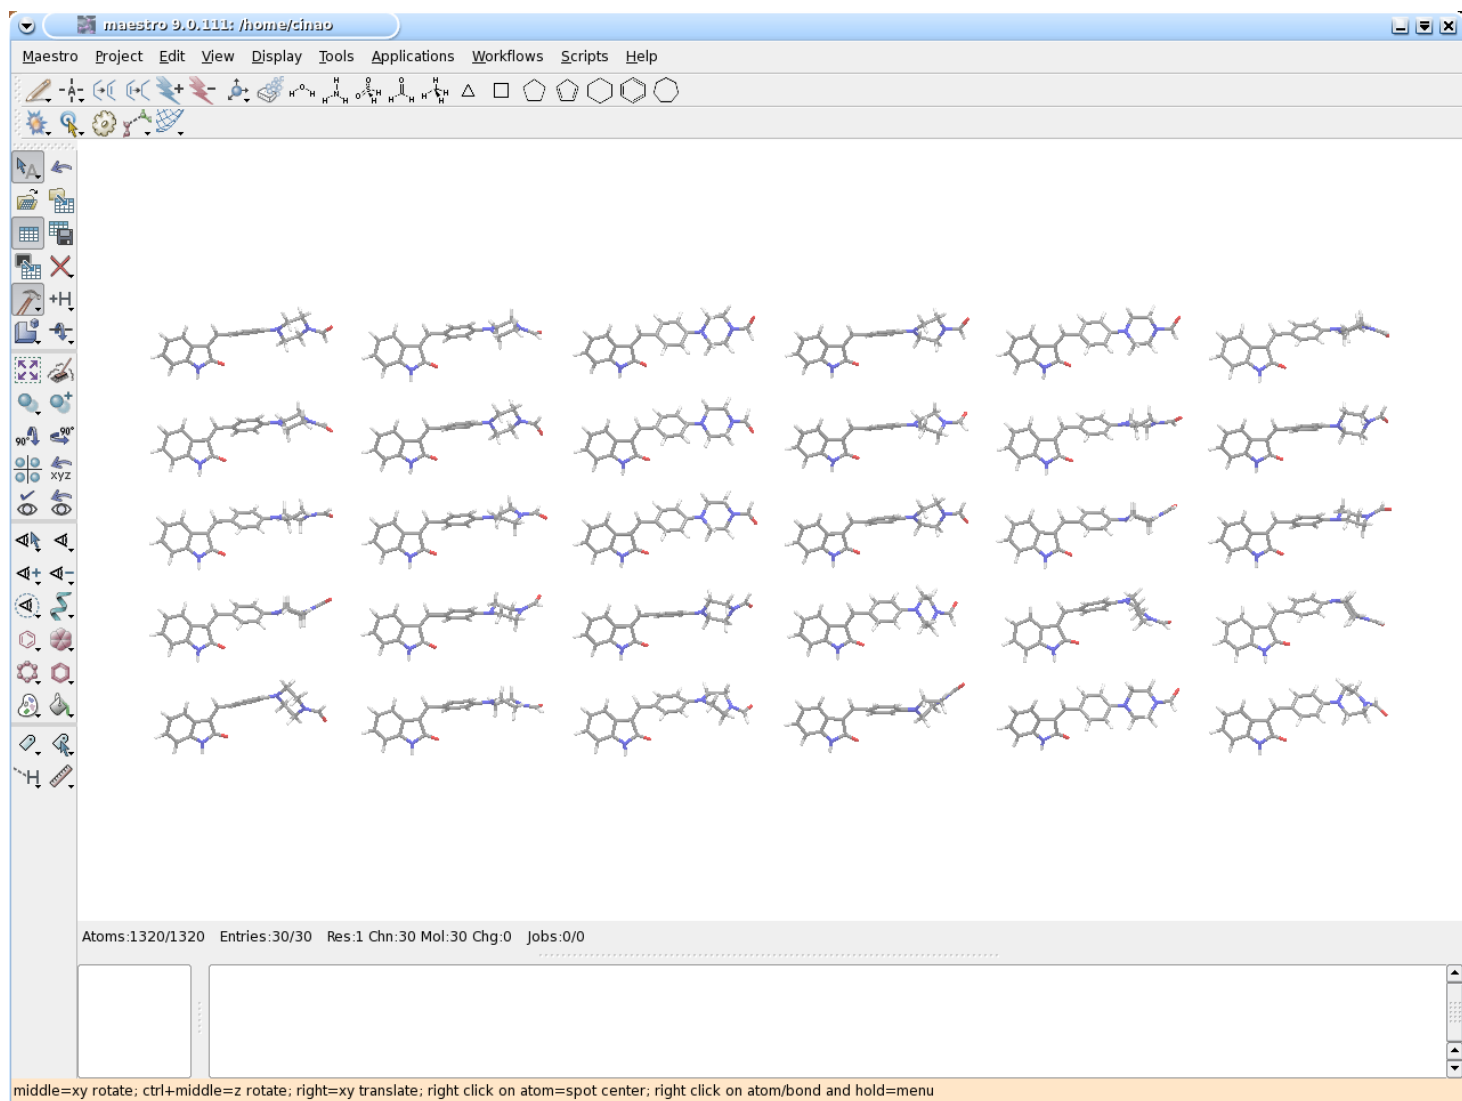 maestro 9.0.111: /home/cinao
Maestro Project Edit View Display Tools Applications Workflows Scripts Help
+H
90° 90°
xyz
H
Atoms:1320/1320 Entries:30/30 Res:1 Chn:30 Mol:30 Chg:0 Jobs:0/0
middle=xy rotate; ctrl+middle=z rotate; right=xy translate; right click on atom=spot center; right click on atom/bond and hold=menu